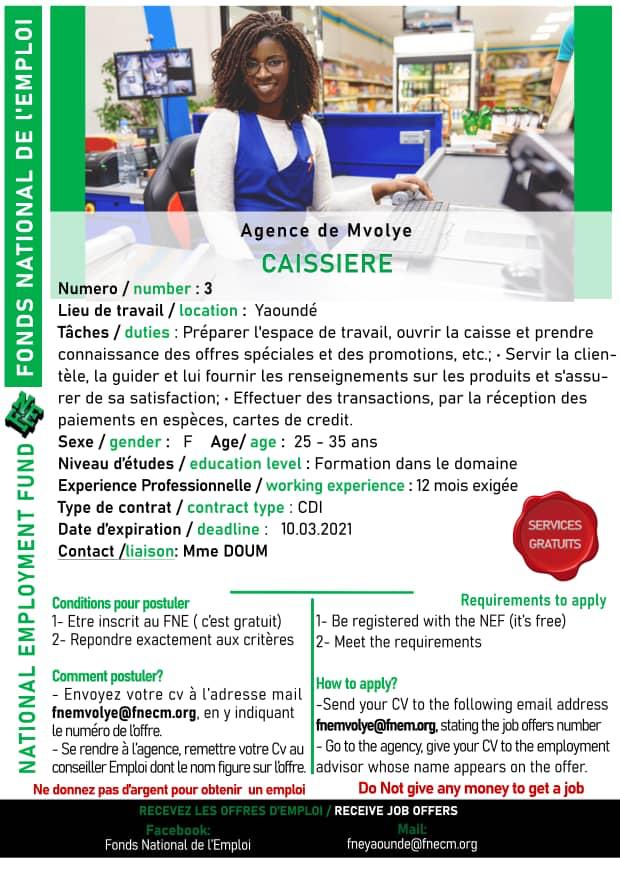 FONDS NATIONAL DE l'EMPLOI
NATIONAL EMPLOYMENT FUND
Agence de Mvolye
CAISSIERE
Numero / number : 3
Lieu de travail / location : Yaoundé
Tâches / duties : Préparer l'espace de travail, ouvrir la caisse et prendre
connaissance des offres spéciales et des promotions, etc.; · Servir la clien-
tèle, la guider et lui fournir les renseignements sur les produits et s'assu-
rer de sa satisfaction; · Effectuer des transactions, par la réception des
paiements en espèces, cartes de credit.
Sexe / gender : F Age/ age : 25 - 35 ans
Niveau d'études / education level : Formation dans le domaine
Experience Professionnelle / working experience : 12 mois exigée
Type de contrat / contract type : CDI
Date d'expiration / deadline : 10.03.2021
Contact /liaison: Mme DOUM
SERVICES
GRATUITS
Conditions pour postuler
1- Etre inscrit au FNE ( c'est gratuit)
2- Repondre exactement aux critères
Comment postuler?
- Envoyez votre cv à l'adresse mail
fnemvolye@fnecm.org, en y indiquant
le numéro de l'offre.
- Se rendre à l'agence, remettre votre Cv au
conseiller Emploi dont le nom figure sur l'offre.
Ne donnez pas d'argent pour obtenir un emploi
Requirements to apply
1- Be registered with the NEF (it's free)
2- Meet the requirements
How to apply?
-Send your CV to the following email address
fnemvolye@fnem.org, stating the job offers number
- Go to the agency, give your CV to the employment
advisor whose name appears on the offer.
Do Not give any money to get a job
RECEVEZ LES OFFRES D'EMPLOI / RECEIVE JOB OFFERS
Facebook:
Fonds National de l'Emploi
Mail:
fneyaounde@fnecm.org